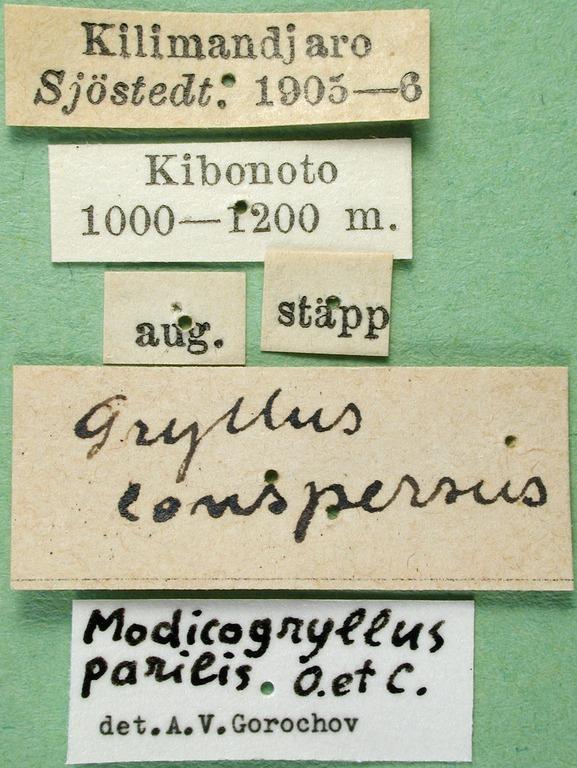 Kilimandjaro
Sjöstedt. 1905—6
Kibonoto
1000—1200 m.
aug.
stäpp
Gryllus
conspersus
Modicogryllus
parilis. O. et C.
det. A. V. Gorochov